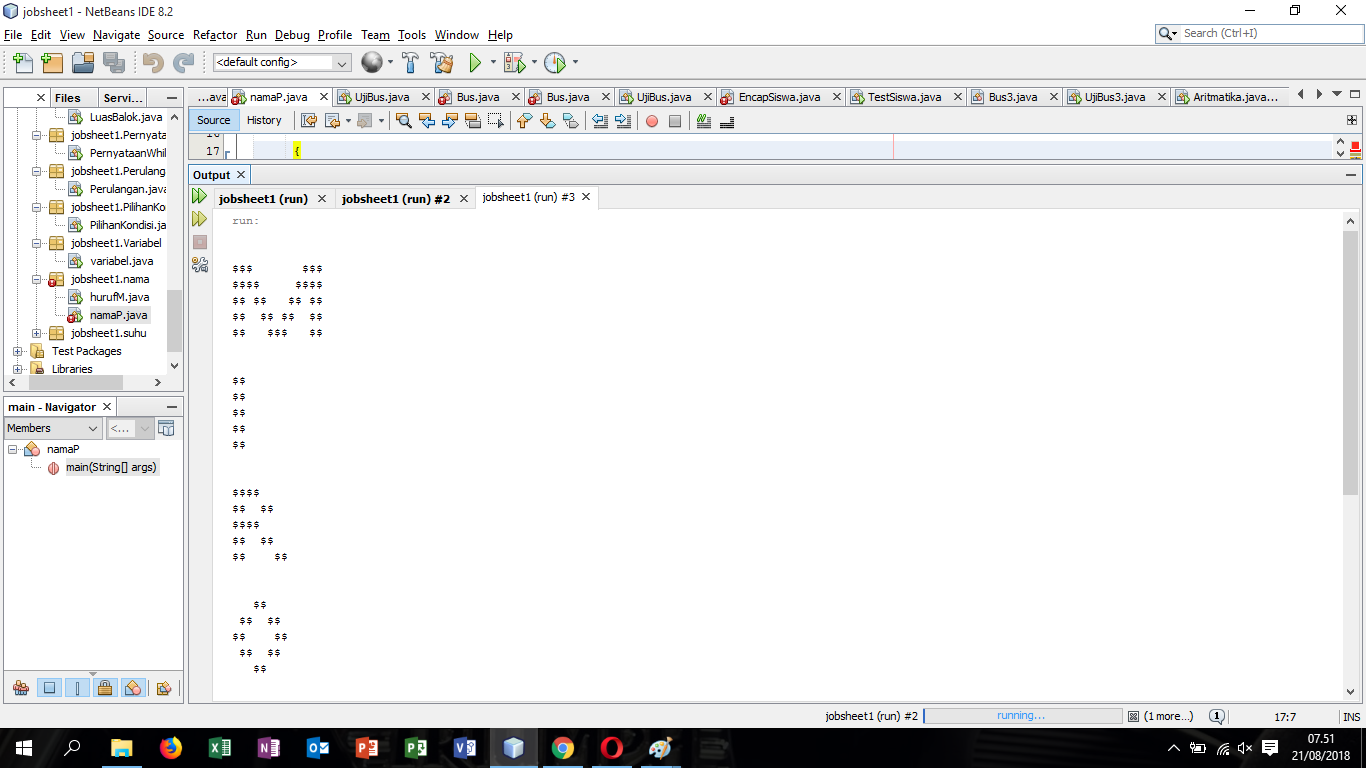 jobsheet1 - NetBeans IDE 8.2
File Edit View Navigate Source Refactor Run Debug Profile Team Tools Window Help
Search (Ctrl+I)
<default config>
Files Servi...
...ava namaP.java UjiBus.java Bus.java Bus.java UjiBus.java EncapSiswa.java TestSiswa.java Bus3.java UjiBus3.java Aritmatika.java...
Source History
17 {
LuasBalok.java
jobsheet1.Pernyata
PernyataanWhil
jobsheet1.Perulang
Perulangan.java
jobsheet1.PilihanKo
PilihanKondisi.ja
jobsheet1.Variabel
variabel.java
jobsheet1.nama
hurufM.java
namaP.java
jobsheet1.suhu
Test Packages
Libraries
main - Navigator
Members <...
namaP
main(String[] args)
Output
jobsheet1 (run) jobsheet1 (run) #2 jobsheet1 (run) #3
run:
$$$       $$$
$$$$     $$$$
$$ $$   $$ $$
$$  $$ $$  $$
$$   $$$   $$
$$
$$
$$
$$
$$
$$$$
$$  $$
$$$$
$$  $$
$$    $$
   $$
 $$  $$
$$    $$
 $$  $$
   $$
jobsheet1 (run) #2 running... (1 more...) 1 17:7 INS
07.51
21/08/2018